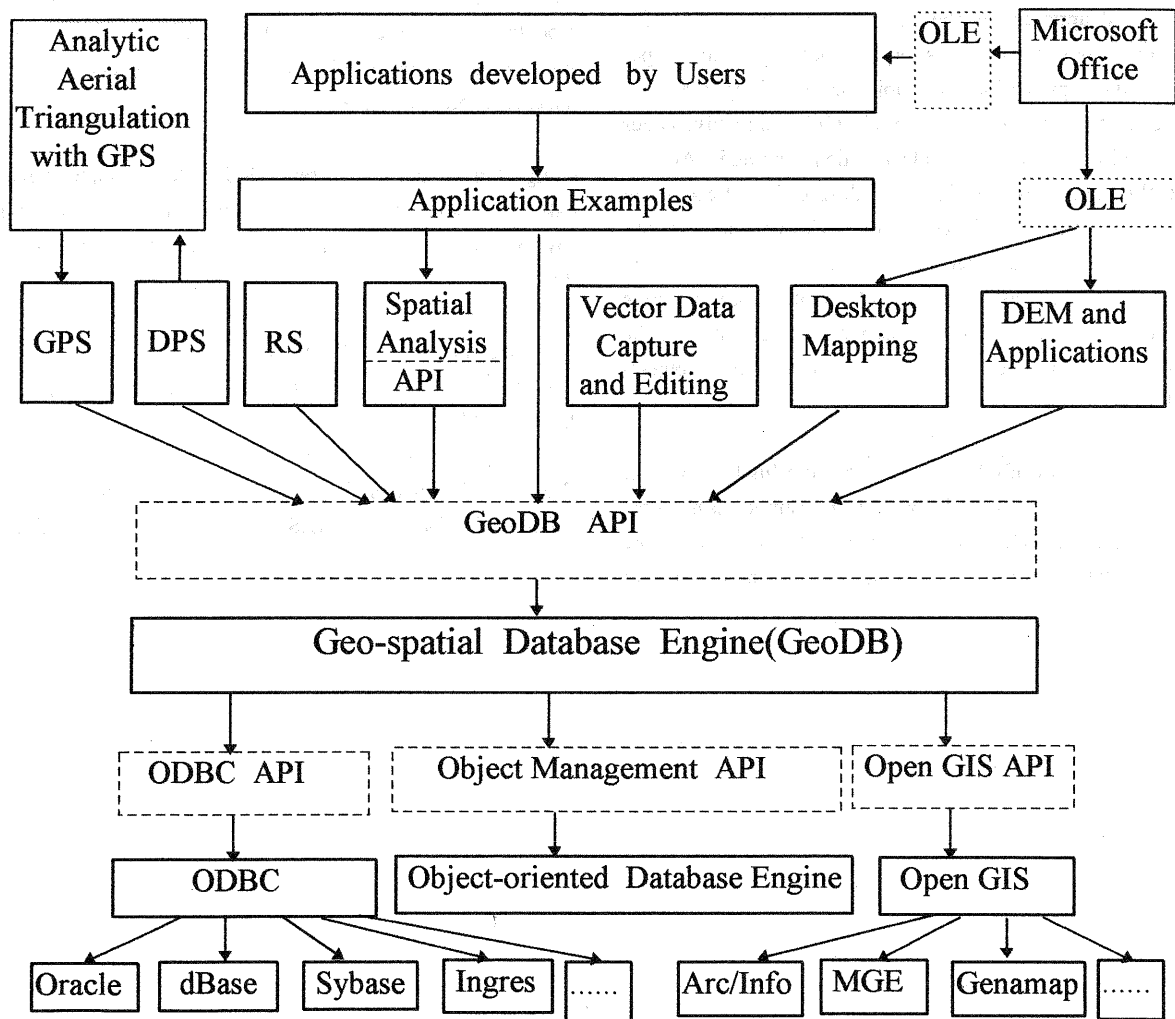 Analytic
Aerial
Triangulation
with GPS
Applications developed by Users
OLE
Microsoft
Office
Application Examples
OLE
GPS
DPS
RS
Spatial
Analysis
API
Vector Data
Capture
and Editing
Desktop
Mapping
DEM and
Applications
GeoDB API
Geo-spatial Database Engine(GeoDB)
ODBC API
Object Management API
Open GIS API
ODBC
Object-oriented Database Engine
Open GIS
Oracle
dBase
Sybase
Ingres
......
Arc/Info
MGE
Genamap
......